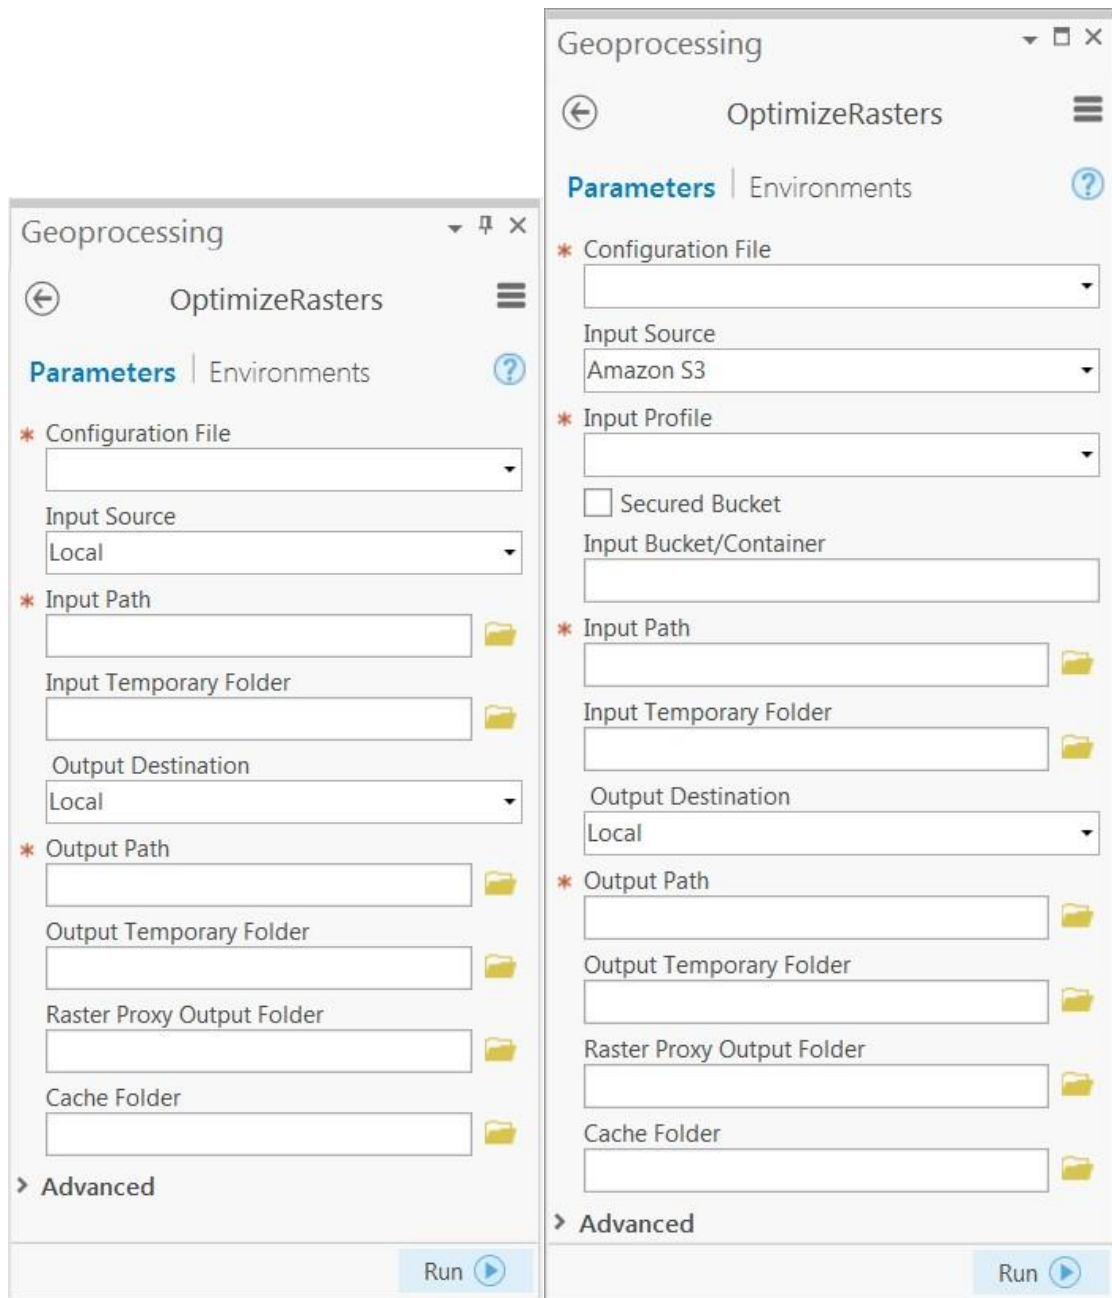 Geoprocessing
OptimizeRasters
Parameters | Environments
* Configuration File
Input Source
Local
* Input Path
Input Temporary Folder
Output Destination
Local
* Output Path
Output Temporary Folder
Raster Proxy Output Folder
Cache Folder
> Advanced
Run
Geoprocessing
OptimizeRasters
Parameters | Environments
* Configuration File
Input Source
Amazon S3
* Input Profile
Secured Bucket
Input Bucket/Container
* Input Path
Input Temporary Folder
Output Destination
Local
* Output Path
Output Temporary Folder
Raster Proxy Output Folder
Cache Folder
> Advanced
Run